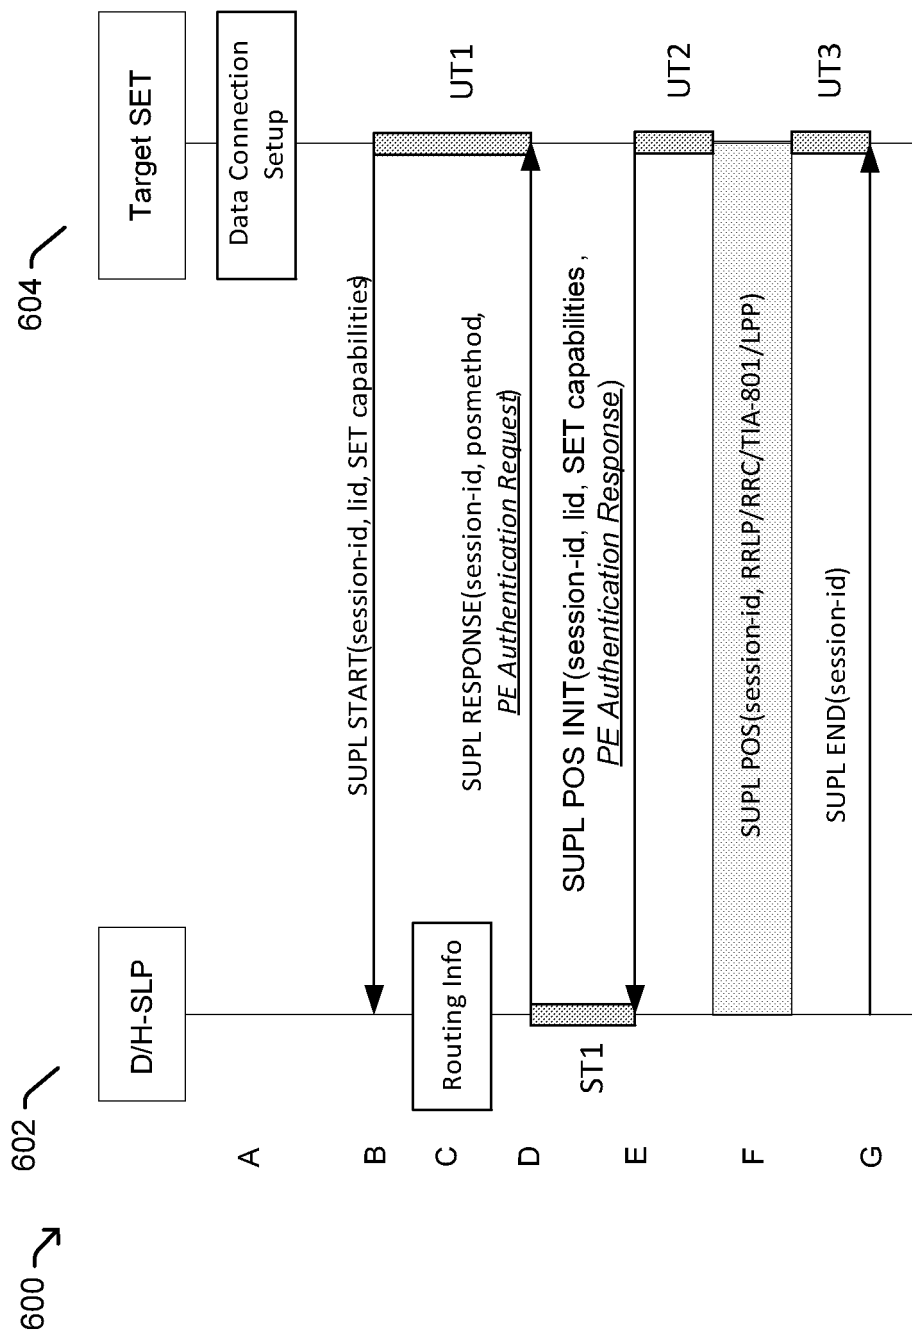 600
602
604
D/H-SLP
Target SET
A
Data Connection
Setup
B
SUPL START(session-id, lid, SET capabilities)
C
Routing Info
UT1
D
SUPL RESPONSE(session-id, posmethod,
PE Authentication Request)
ST1
SUPL POS INIT(session-id, lid, SET capabilities ,
PE Authentication Response)
E
UT2
F
SUPL POS(session-id, RRLP/RRC/TIA-801/LPP)
UT3
SUPL END(session-id)
G